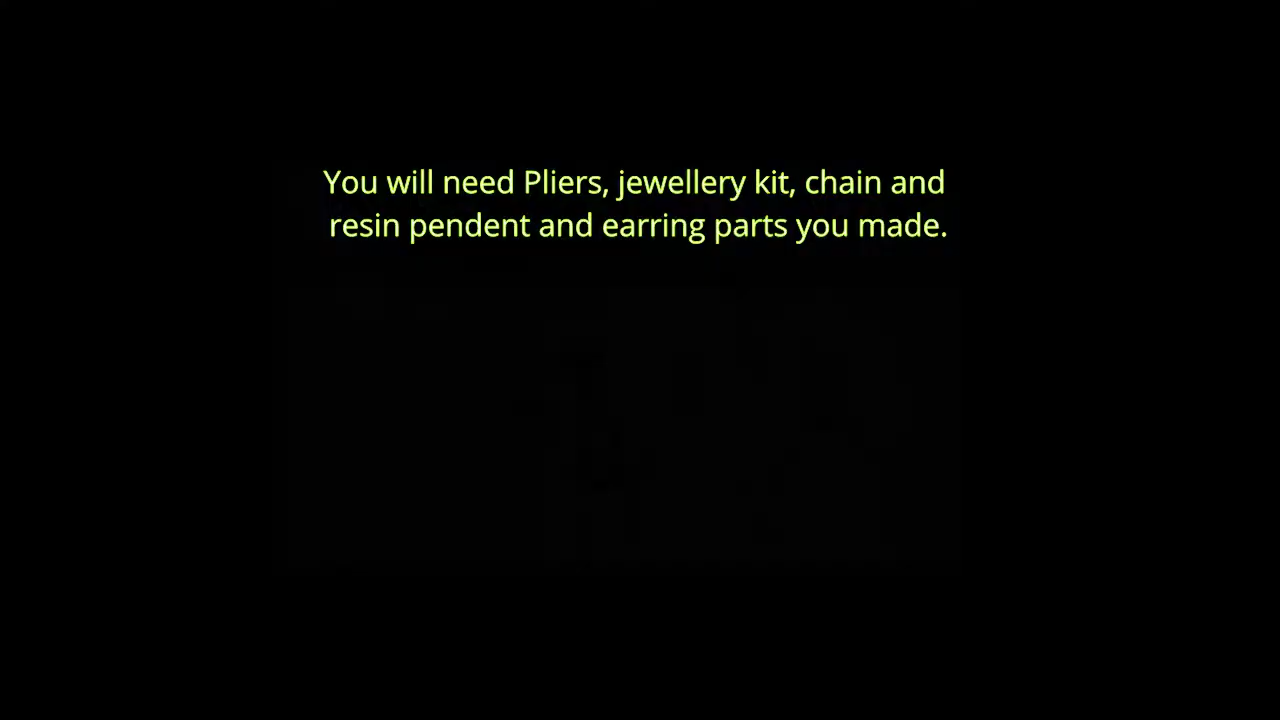 You will need Pliers, jewellery kit, chain and
resin pendent and earring parts you made.